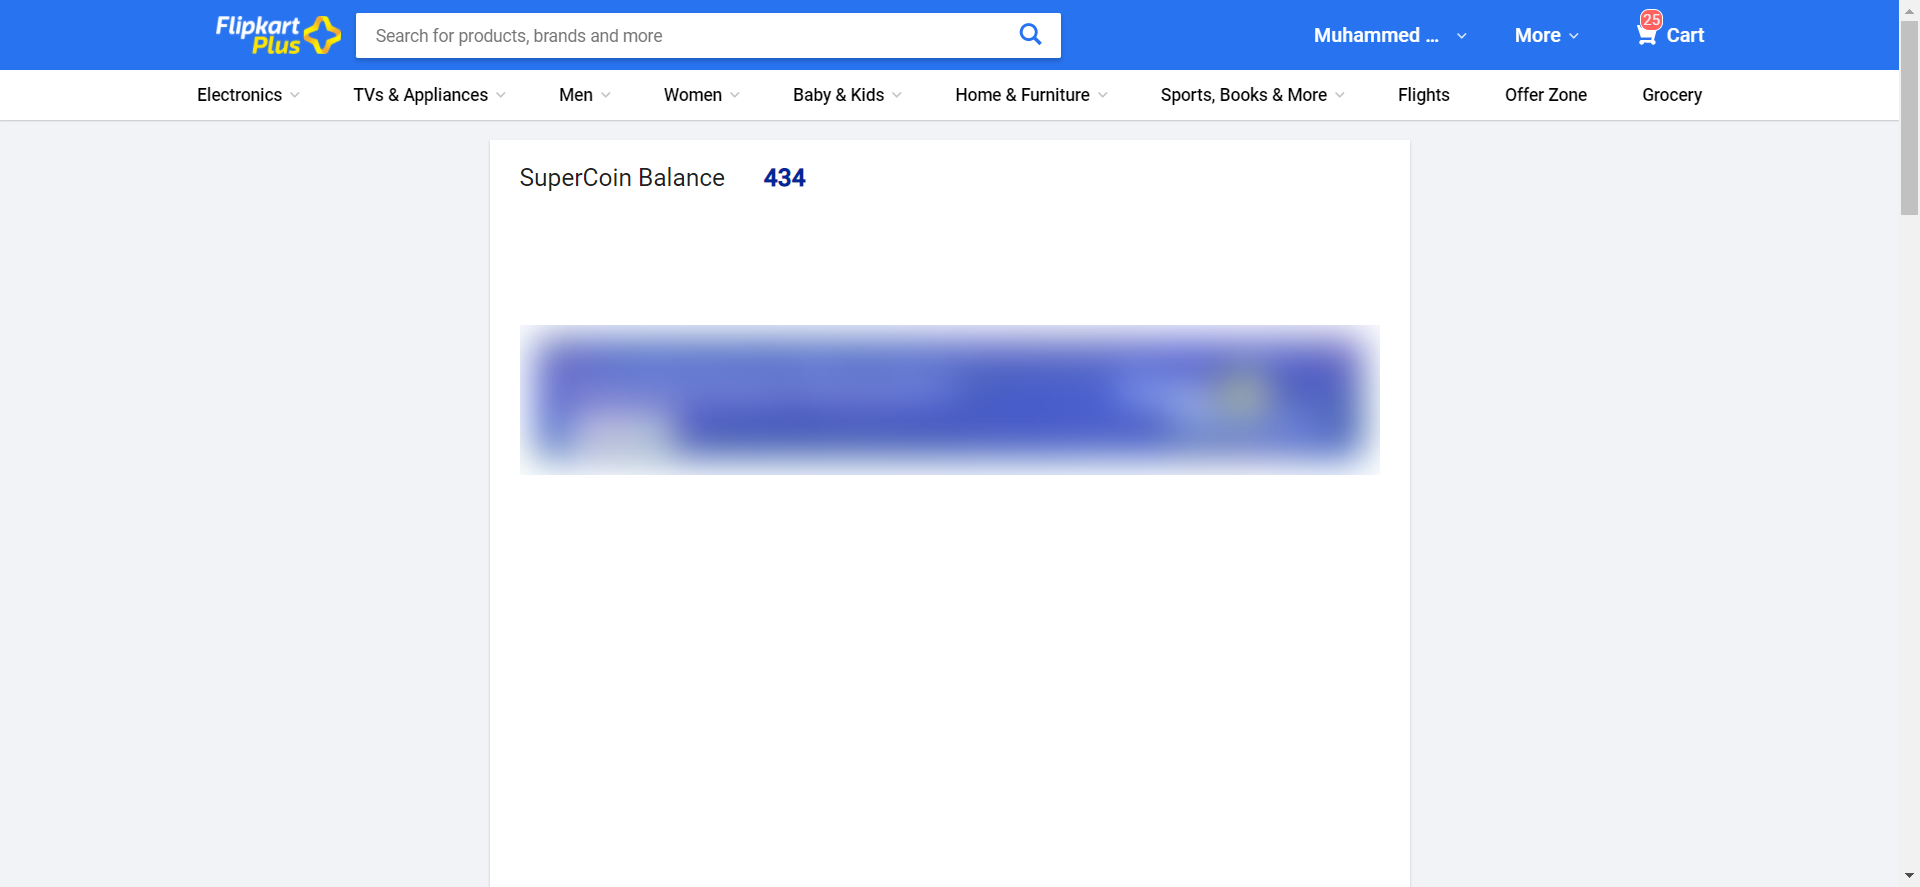 Flipkart
Plus
Search for products, brands and more
Muhammed ...
More
25
Cart
Electronics
TVs & Appliances
Men
Women
Baby & Kids
Home & Furniture
Sports, Books & More
Flights
Offer Zone
Grocery
SuperCoin Balance 434